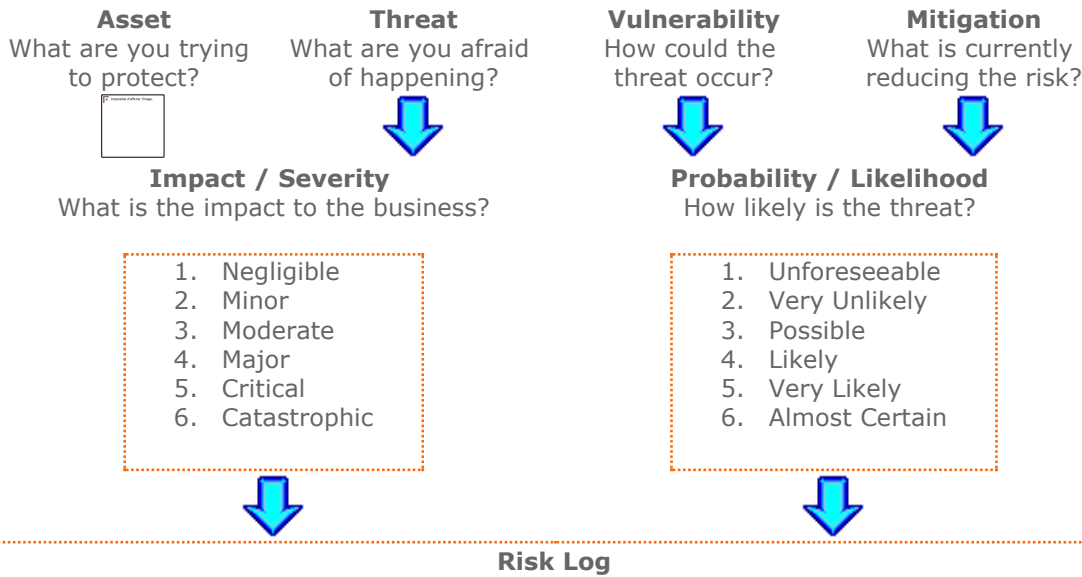 Asset
What are you trying
to protect?
Threat
What are you afraid
of happening?
Vulnerability
How could the
threat occur?
Mitigation
What is currently
reducing the risk?
Impossible d'afficher l'image.
Impact / Severity
What is the impact to the business?
Probability / Likelihood
How likely is the threat?
1. Negligible
2. Minor
3. Moderate
4. Major
5. Critical
6. Catastrophic
1. Unforeseeable
2. Very Unlikely
3. Possible
4. Likely
5. Very Likely
6. Almost Certain
Risk Log